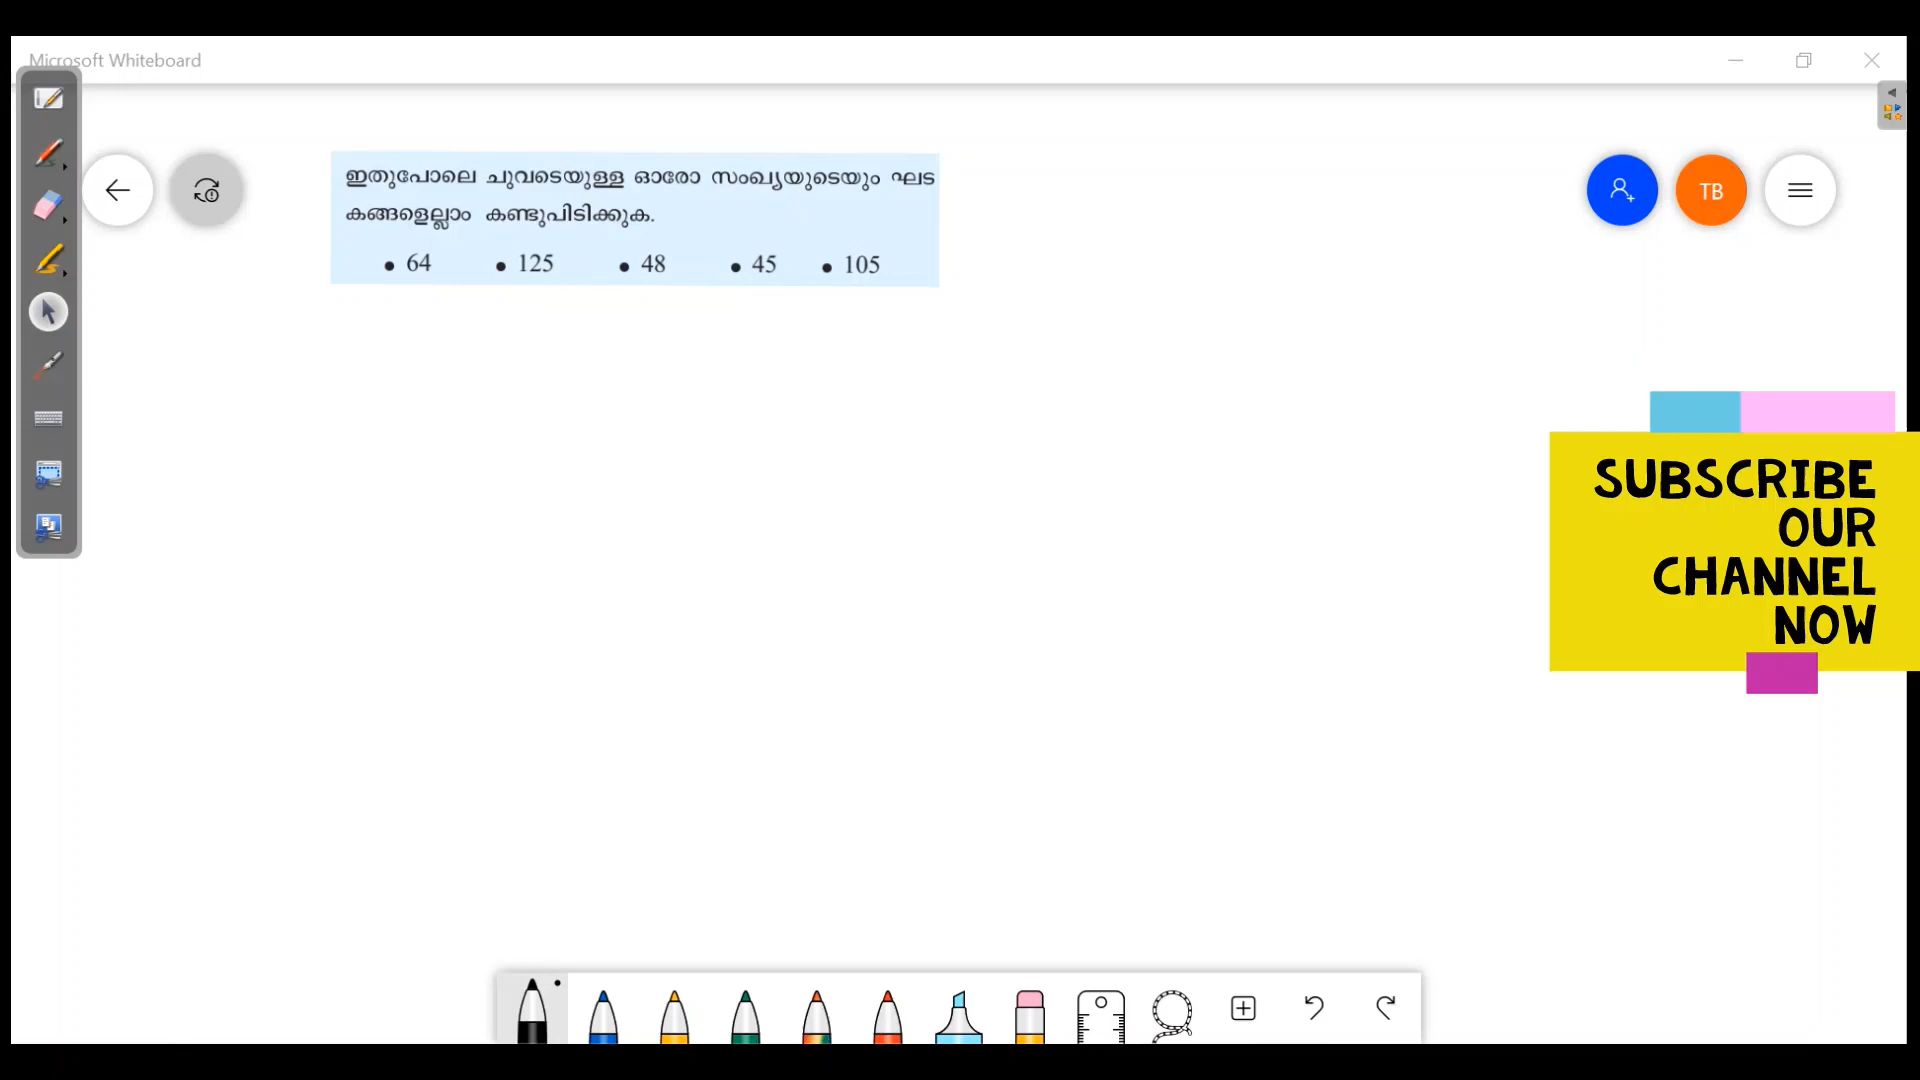 Microsoft Whiteboard
ഇതുപോലെ ചുവടെയുള്ള ഓരോ സംഖ്യയുടെയും ഘട
കങ്ങളെല്ലാം കണ്ടുപിടിക്കുക.
• 64 • 125 • 48 • 45 • 105
TB
SUBSCRIBE
OUR
CHANNEL
NOW